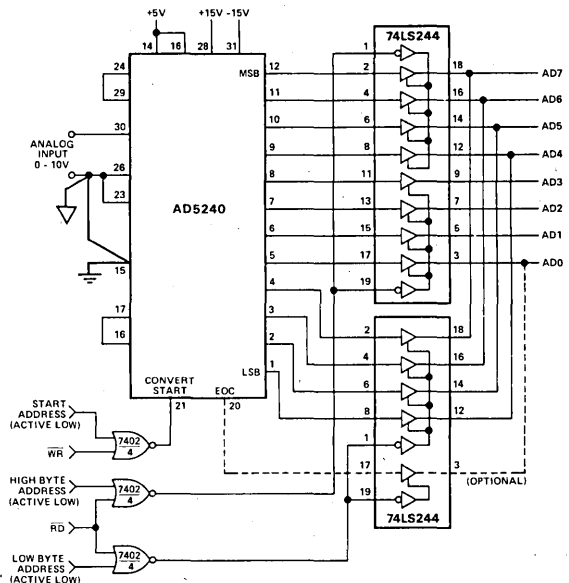 +5V
+15V -15V
14 16 28 31
74LS244
AD5240
MSB
LSB
24
29
30
ANALOG
INPUT
0 - 10V
26
23
15
17
16
12
11
10
9
8
7
6
5
4
3
2
1
1
2 18 AD7
4 16 AD6
6 14 AD5
8 12 AD4
11 9 AD3
13 7 AD2
15 6 AD1
17 3 AD0
19
2 18
4 16
6 14
8 12
1
17 3
(OPTIONAL)
19
74LS244
CONVERT
START
EOC
21 20
START
ADDRESS
(ACTIVE LOW)
WR
7402
4
HIGH BYTE
ADDRESS
(ACTIVE LOW)
7402
4
RD
LOW BYTE
ADDRESS
(ACTIVE LOW)
7402
4